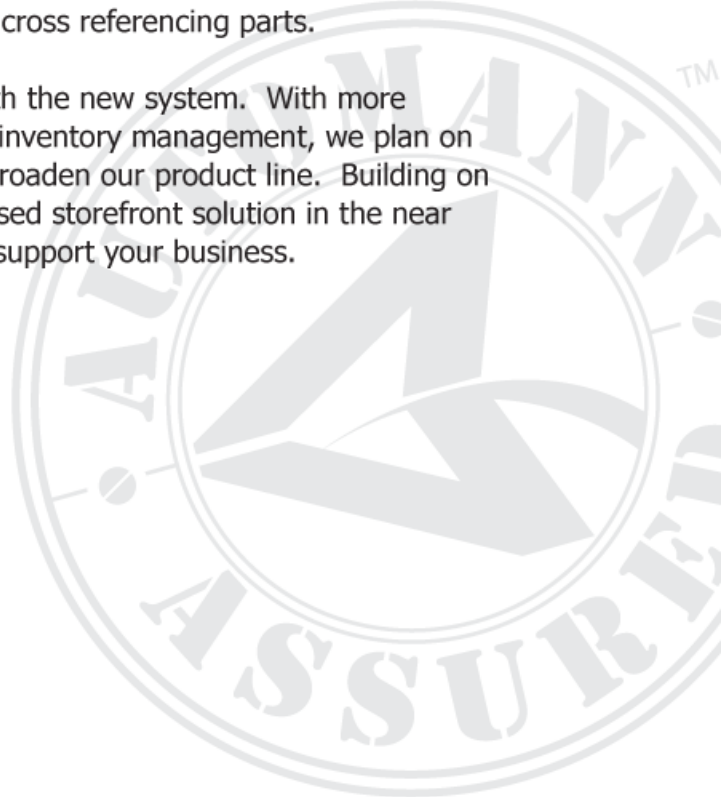 cross referencing parts.
th the new system. With more
inventory management, we plan on
roaden our product line. Building on
sed storefront solution in the near
support your business.
AUTOMANN
TM
ASSURED